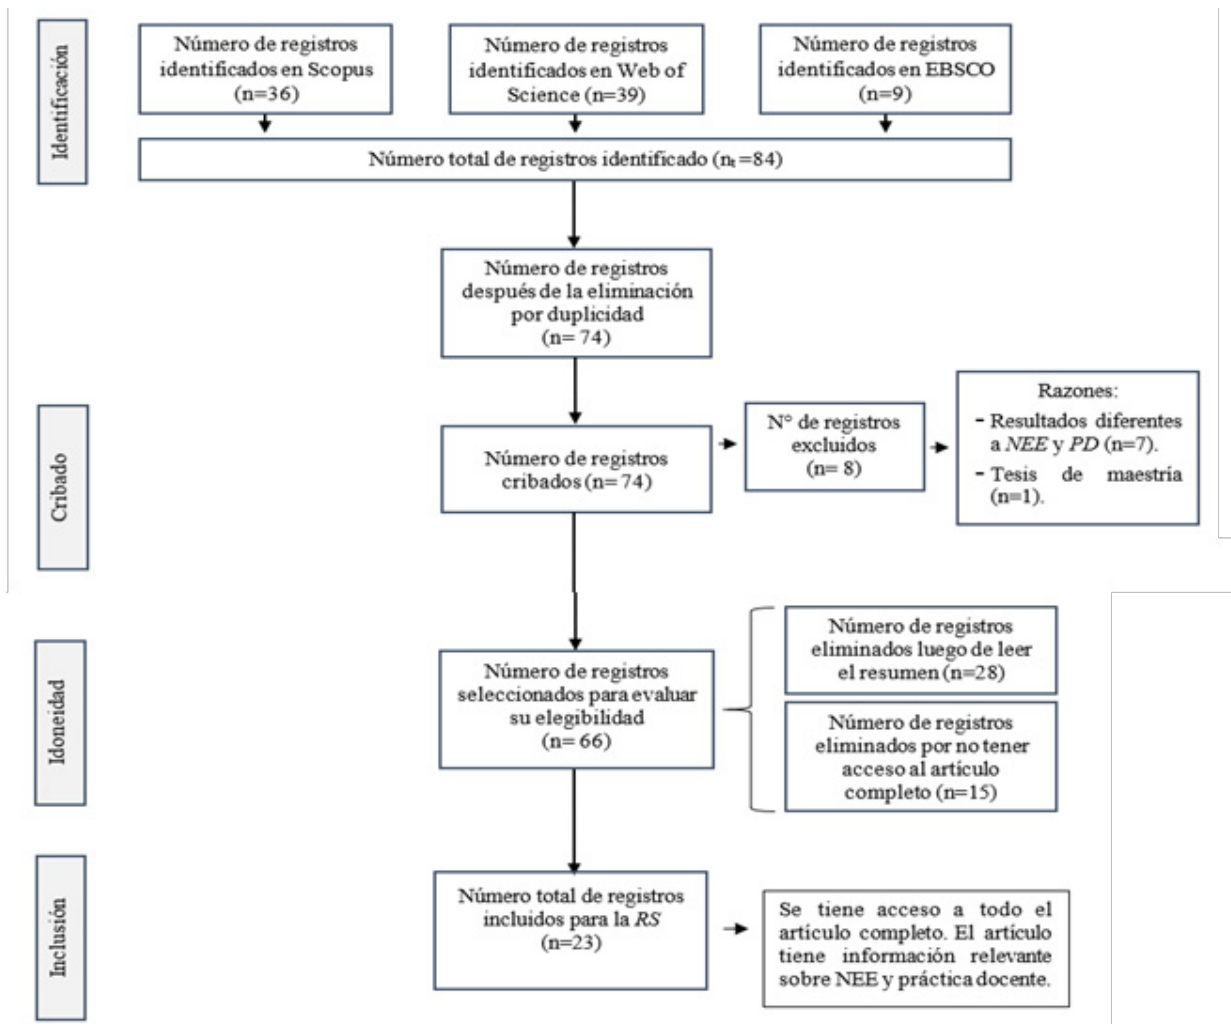 Identificación
Número de registros
identificados en Scopus
(n=36)
Número de registros
identificados en Web of
Science (n=39)
Número de registros
identificados en EBSCO
(n=9)
Número total de registros identificado (nₜ=84)
Número de registros
después de la eliminación
por duplicidad
(n= 74)
Cribado
Número de registros
cribados (n= 74)
N° de registros
excluidos
(n= 8)
Razones:
- Resultados diferentes
a NEE y PD (n=7).
- Tesis de maestría
(n=1).
Idoneidad
Número de registros
seleccionados para evaluar
su elegibilidad
(n= 66)
Número de registros
eliminados luego de leer
el resumen (n=28)
Número de registros
eliminados por no tener
acceso al artículo
completo (n=15)
Inclusión
Número total de registros
incluidos para la RS
(n=23)
Se tiene acceso a todo el
artículo completo. El artículo
tiene información relevante
sobre NEE y práctica docente.